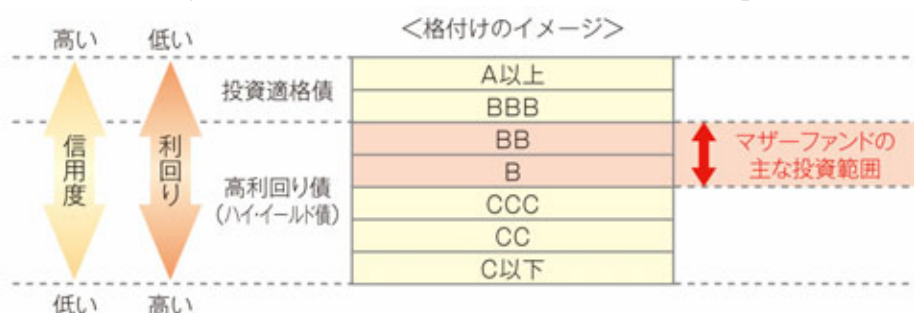 ＜格付けのイメージ＞
高い
低い
信用度
利回り
低い
高い
投資適格債
高利回り債
(ハイ・イールド債)
A以上
BBB
BB
B
CCC
CC
C以下
マザーファンドの
主な投資範囲